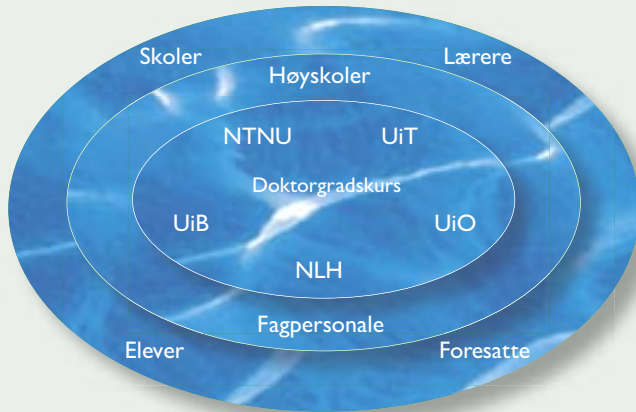 Skoler
Lærere
Høyskoler
NTNU
UiT
Doktorgradskurs
UiB
UiO
NLH
Fagpersonale
Elever
Foresatte